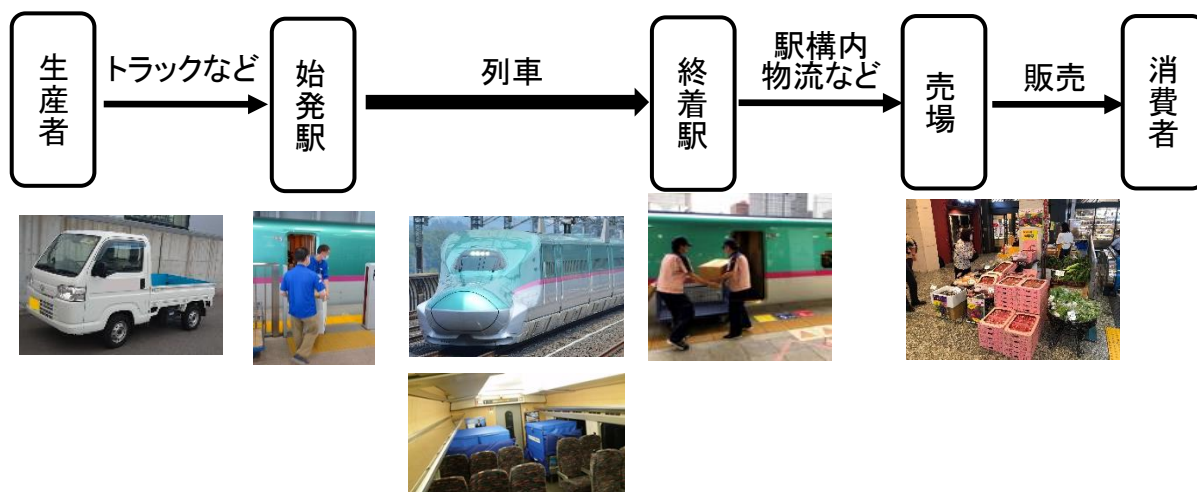 生産者
トラックなど
始発駅
列車
終着駅
駅構内
物流など
売場
販売
消費者